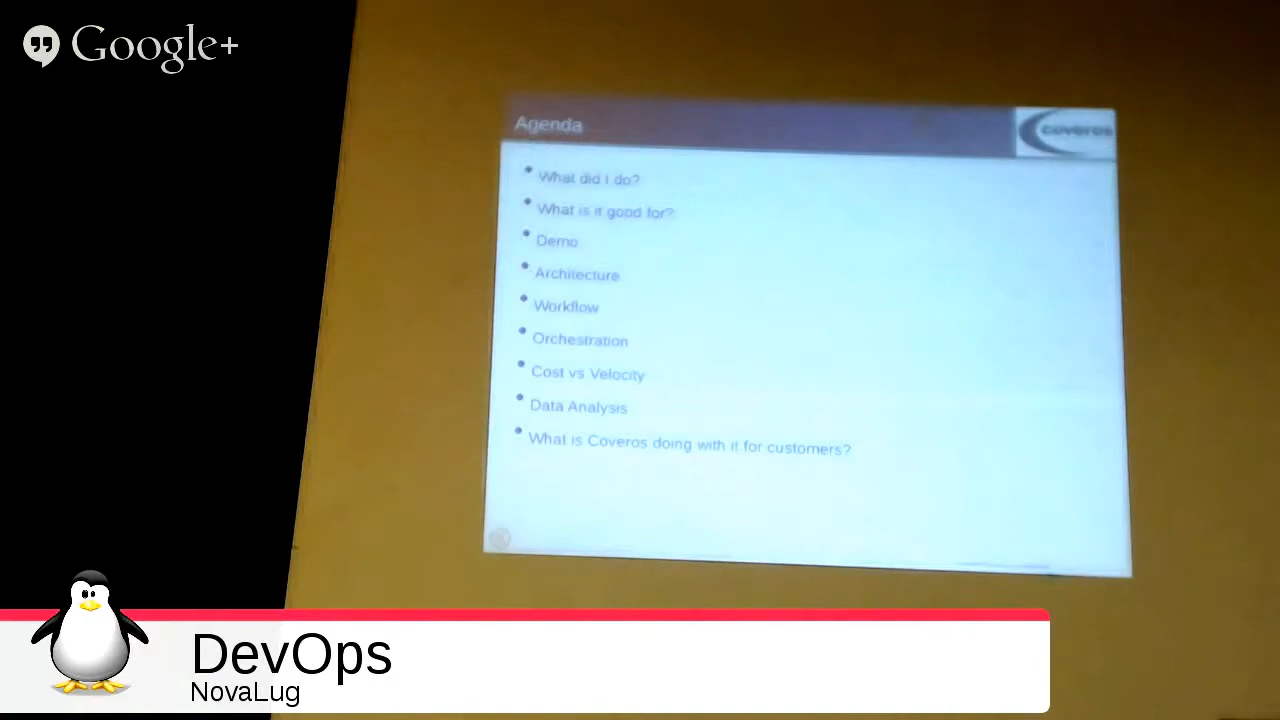 Google+
Agenda
coveros
What did I do?
What is it good for?
Demo
Architecture
Workflow
Orchestration
Cost vs Velocity
Data Analysis
What is Coveros doing with it for customers?
DevOps
NovaLug